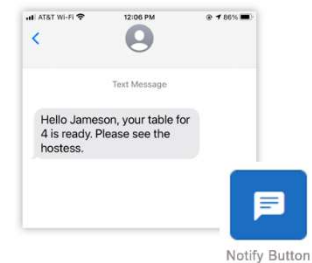 AT&T Wi-Fi 12:06 PM 86%
Text Message
Hello Jameson, your table for
4 is ready. Please see the
hostess.
Notify Button